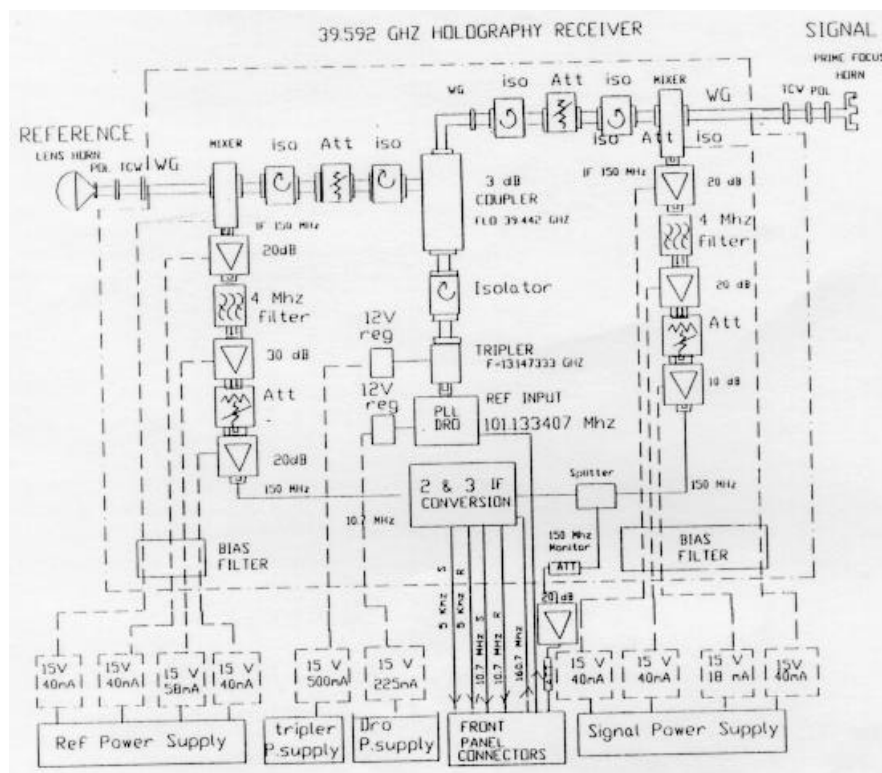 39.592 GHZ HOLOGRAPHY RECEIVER
SIGNAL
PRIME FOCUS
HORN
TCW POL
WG
MIXER
iso
Att
iso
WG
iso Att iso
REFERENCE
LENS HORN
POL TCW WG
MIXER
iso
Att
iso
3 dB
COUPLER
FLO 39.442 GHZ
IF 150 MHz
20 dB
4 Mhz
filter
20 dB
Att
10 dB
IF 150 MHz
20dB
4 Mhz
filter
30 dB
Att
20dB
Isolator
12V
reg
TRIPLER
F=13.147333 GHZ
12V
reg
PLL
DRO
REF INPUT
101.133407 Mhz
150 MHz
2 & 3 IF
CONVERSION
Splitter
150 MHz
10.7 MHz
150 Mhz
Monitor
ATT
20dB
BIAS
FILTER
BIAS
FILTER
5 Khz S
5 Khz R
10.7 MHz S
10.7 MHz R
160.7 MHz
15V
40mA
15V
40mA
15 V
58mA
15 V
40mA
15 V
500mA
15 V
225mA
15 V
40mA
15 V
40mA
15 V
18 mA
15V
40mA
Ref Power Supply
tripler
P.supply
Dro
P.supply
FRONT
PANEL
CONNECTORS
Signal Power Supply